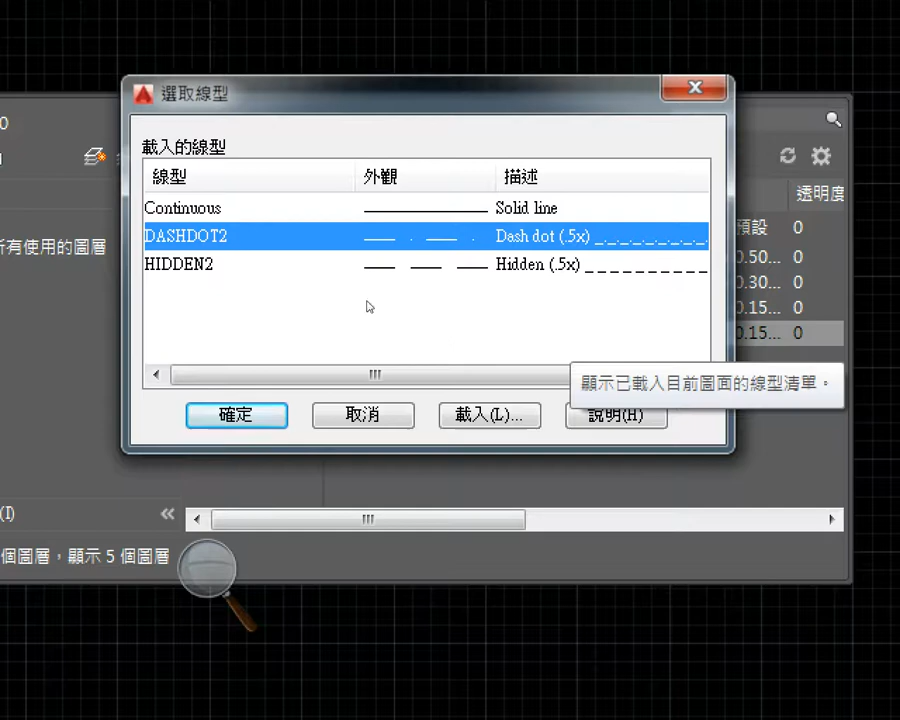 選取線型
載入的線型
線型 外觀 描述
透明度
Continuous Solid line
預設 0
DASHDOT2 Dash dot (.5x) _._._._._._._
所有使用的圖層
0.50... 0
HIDDEN2 Hidden (.5x) _ _ _ _ _ _ _ _ _ _
0.30... 0
0.15... 0
0.15... 0
顯示已載入目前圖面的線型清單。
確定 取消 載入(L)... 說明(H)
(I)
個圖層，顯示 5 個圖層